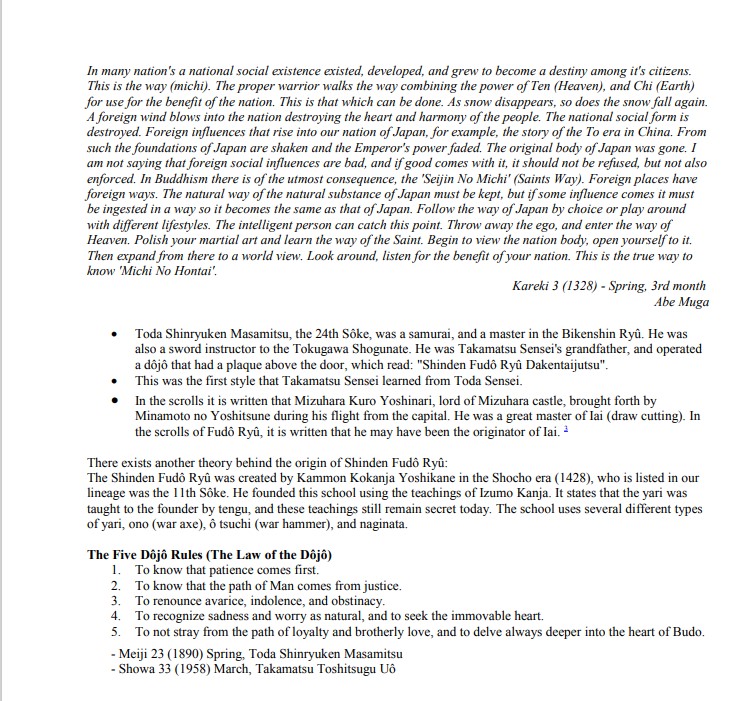 In many nation's a national social existence existed, developed, and grew to become a destiny among it's citizens.
This is the way (michi). The proper warrior walks the way combining the power of Ten (Heaven), and Chi (Earth)
for use for the benefit of the nation. This is that which can be done. As snow disappears, so does the snow fall again.
A foreign wind blows into the nation destroying the heart and harmony of the people. The national social form is
destroyed. Foreign influences that rise into our nation of Japan, for example, the story of the To era in China. From
such the foundations of Japan are shaken and the Emperor's power faded. The original body of Japan was gone. I
am not saying that foreign social influences are bad, and if good comes with it, it should not be refused, but not also
enforced. In Buddhism there is of the utmost consequence, the 'Seijin No Michi' (Saints Way). Foreign places have
foreign ways. The natural way of the natural substance of Japan must be kept, but if some influence comes it must
be ingested in a way so it becomes the same as that of Japan. Follow the way of Japan by choice or play around
with different lifestyles. The intelligent person can catch this point. Throw away the ego, and enter the way of
Heaven. Polish your martial art and learn the way of the Saint. Begin to view the nation body, open yourself to it.
Then expand from there to a world view. Look around, listen for the benefit of your nation. This is the true way to
know 'Michi No Hontai'.
Kareki 3 (1328) - Spring, 3rd month
Abe Muga
• Toda Shinryuken Masamitsu, the 24th Sôke, was a samurai, and a master in the Bikenshin Ryû. He was
also a sword instructor to the Tokugawa Shogunate. He was Takamatsu Sensei's grandfather, and operated
a dôjô that had a plaque above the door, which read: "Shinden Fudô Ryû Dakentaijutsu".
• This was the first style that Takamatsu Sensei learned from Toda Sensei.
• In the scrolls it is written that Mizuhara Kuro Yoshinari, lord of Mizuhara castle, brought forth by
Minamoto no Yoshitsune during his flight from the capital. He was a great master of Iai (draw cutting). In
the scrolls of Fudô Ryû, it is written that he may have been the originator of Iai. 3
There exists another theory behind the origin of Shinden Fudô Ryû:
The Shinden Fudô Ryû was created by Kammon Kokanja Yoshikane in the Shocho era (1428), who is listed in our
lineage was the 11th Sôke. He founded this school using the teachings of Izumo Kanja. It states that the yari was
taught to the founder by tengu, and these teachings still remain secret today. The school uses several different types
of yari, ono (war axe), ô tsuchi (war hammer), and naginata.
The Five Dôjô Rules (The Law of the Dôjô)
1. To know that patience comes first.
2. To know that the path of Man comes from justice.
3. To renounce avarice, indolence, and obstinacy.
4. To recognize sadness and worry as natural, and to seek the immovable heart.
5. To not stray from the path of loyalty and brotherly love, and to delve always deeper into the heart of Budo.
- Meiji 23 (1890) Spring, Toda Shinryuken Masamitsu
- Showa 33 (1958) March, Takamatsu Toshitsugu Uô